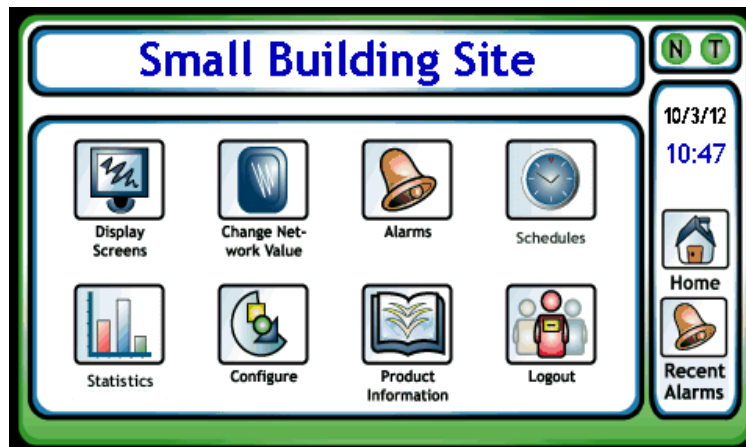 Small Building Site
N T
10/3/12
10:47
Display
Screens
Change Net-
work Value
Alarms
Schedules
Statistics
Configure
Product
Information
Logout
Home
Recent
Alarms